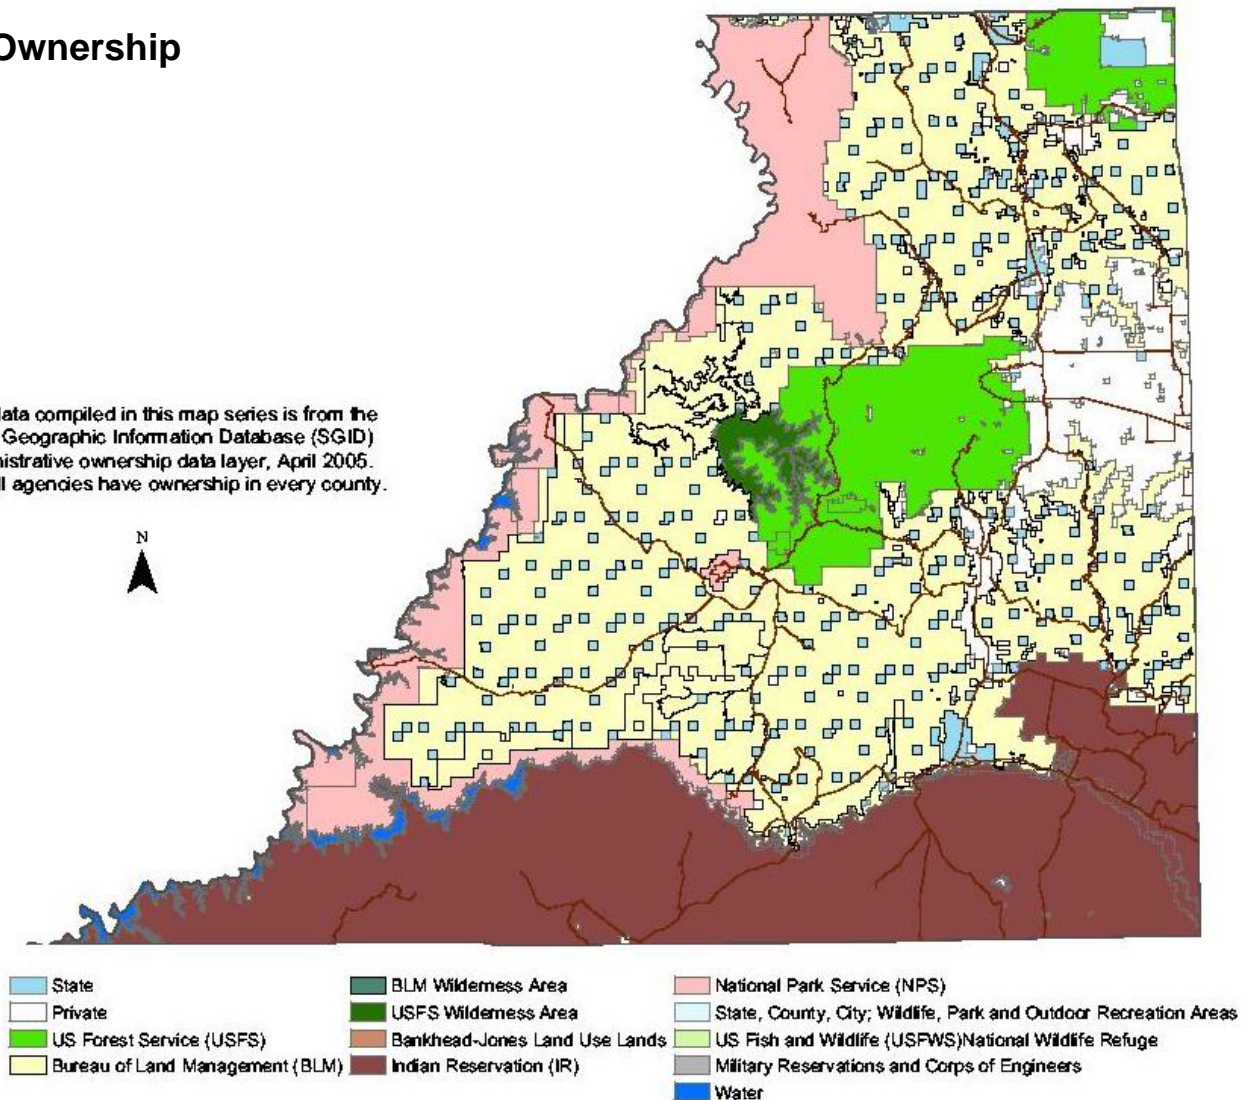 Ownership
data compiled in this map series is from the
Geographic Information Database (SGID)
nistrative ownership data layer, April 2005.
ll agencies have ownership in every county.
N
State
Private
US Forest Service (USFS)
Bureau of Land Management (BLM)
BLM Wilderness Area
USFS Wilderness Area
Bankhead-Jones Land Use Lands
Indian Reservation (IR)
National Park Service (NPS)
State, County, City; Wildlife, Park and Outdoor Recreation Areas
US Fish and Wildlife (USFWS)National Wildlife Refuge
Military Reservations and Corps of Engineers
Water